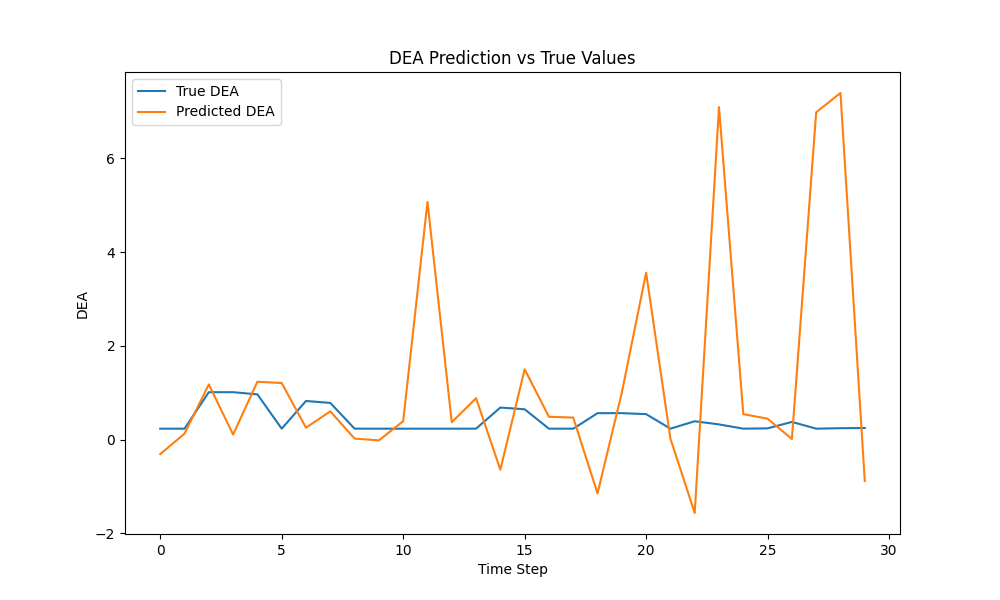 DEA Prediction vs True Values
True DEA
Predicted DEA
DEA
6
4
2
0
−2
0 5 10 15 20 25 30
Time Step